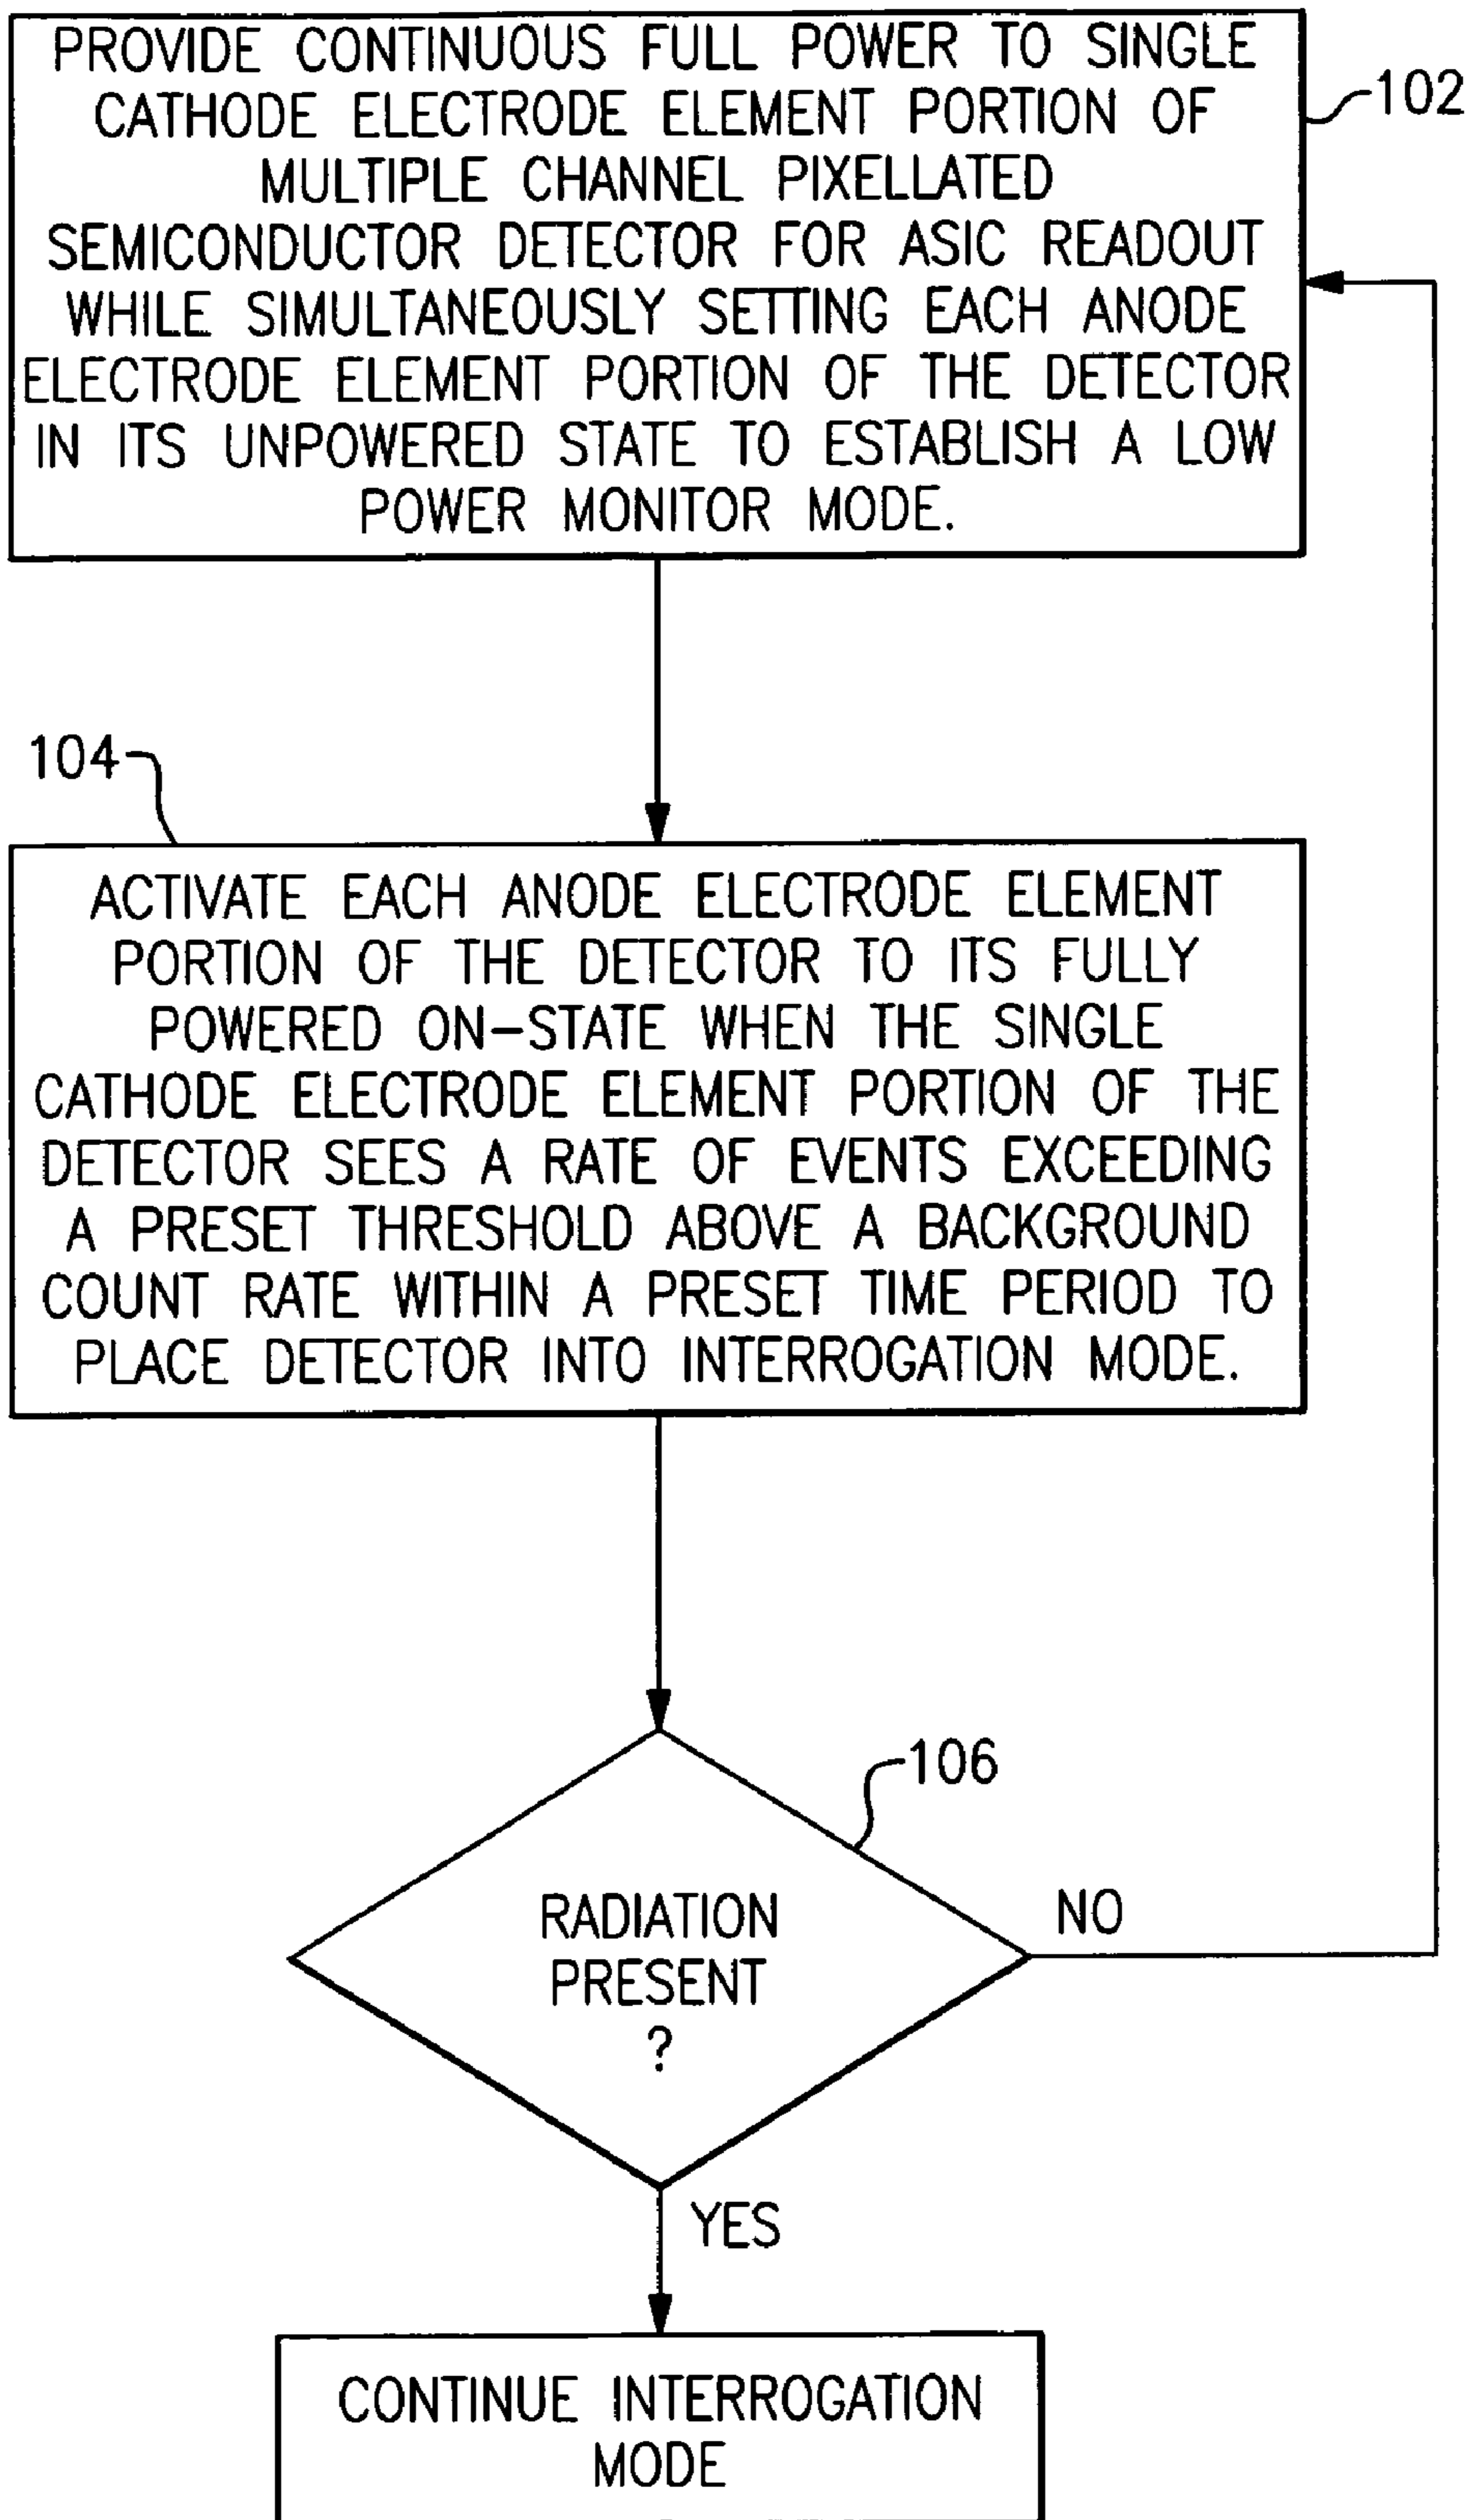 PROVIDE CONTINUOUS FULL POWER TO SINGLE
CATHODE ELECTRODE ELEMENT PORTION OF
MULTIPLE CHANNEL PIXELLATED
SEMICONDUCTOR DETECTOR FOR ASIC READOUT
WHILE SIMULTANEOUSLY SETTING EACH ANODE
ELECTRODE ELEMENT PORTION OF THE DETECTOR
IN ITS UNPOWERED STATE TO ESTABLISH A LOW
POWER MONITOR MODE.
102
104
ACTIVATE EACH ANODE ELECTRODE ELEMENT
PORTION OF THE DETECTOR TO ITS FULLY
POWERED ON-STATE WHEN THE SINGLE
CATHODE ELECTRODE ELEMENT PORTION OF THE
DETECTOR SEES A RATE OF EVENTS EXCEEDING
A PRESET THRESHOLD ABOVE A BACKGROUND
COUNT RATE WITHIN A PRESET TIME PERIOD TO
PLACE DETECTOR INTO INTERROGATION MODE.
106
RADIATION
PRESENT
?
NO
YES
CONTINUE INTERROGATION
MODE